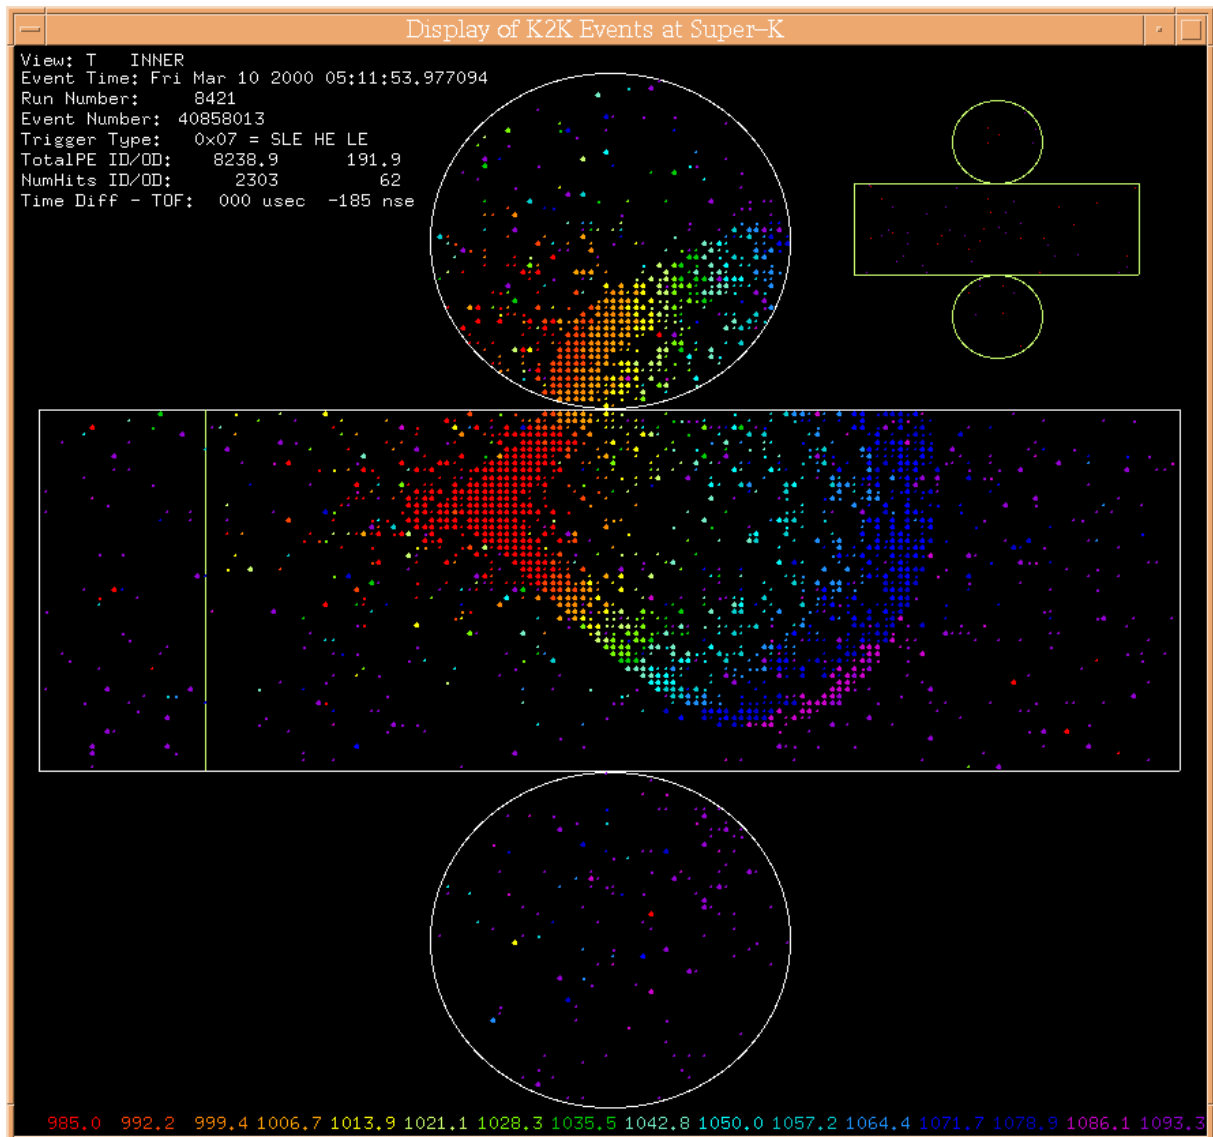 Display of K2K Events at Super-K
View: T INNER
Event Time: Fri Mar 10 2000 05:11:53.977094
Run Number: 8421
Event Number: 40858013
Trigger Type: 0x07 = SLE HE LE
TotalPE ID/OD: 8238.9 191.9
NumHits ID/OD: 2303 62
Time Diff - TOF: 000 usec -185 nse
985.0 992.2 999.4 1006.7 1013.9 1021.1 1028.3 1035.5 1042.8 1050.0 1057.2 1064.4 1071.7 1078.9 1086.1 1093.3